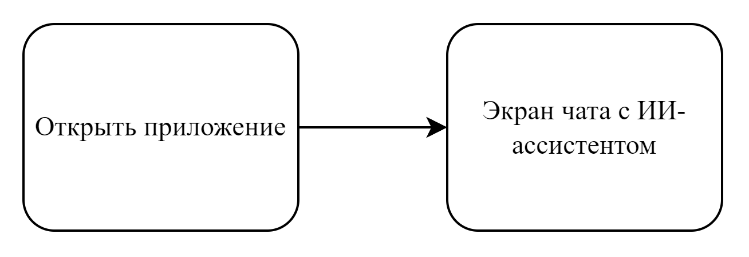 Открыть приложение
Экран чата с ИИ-
ассистентом